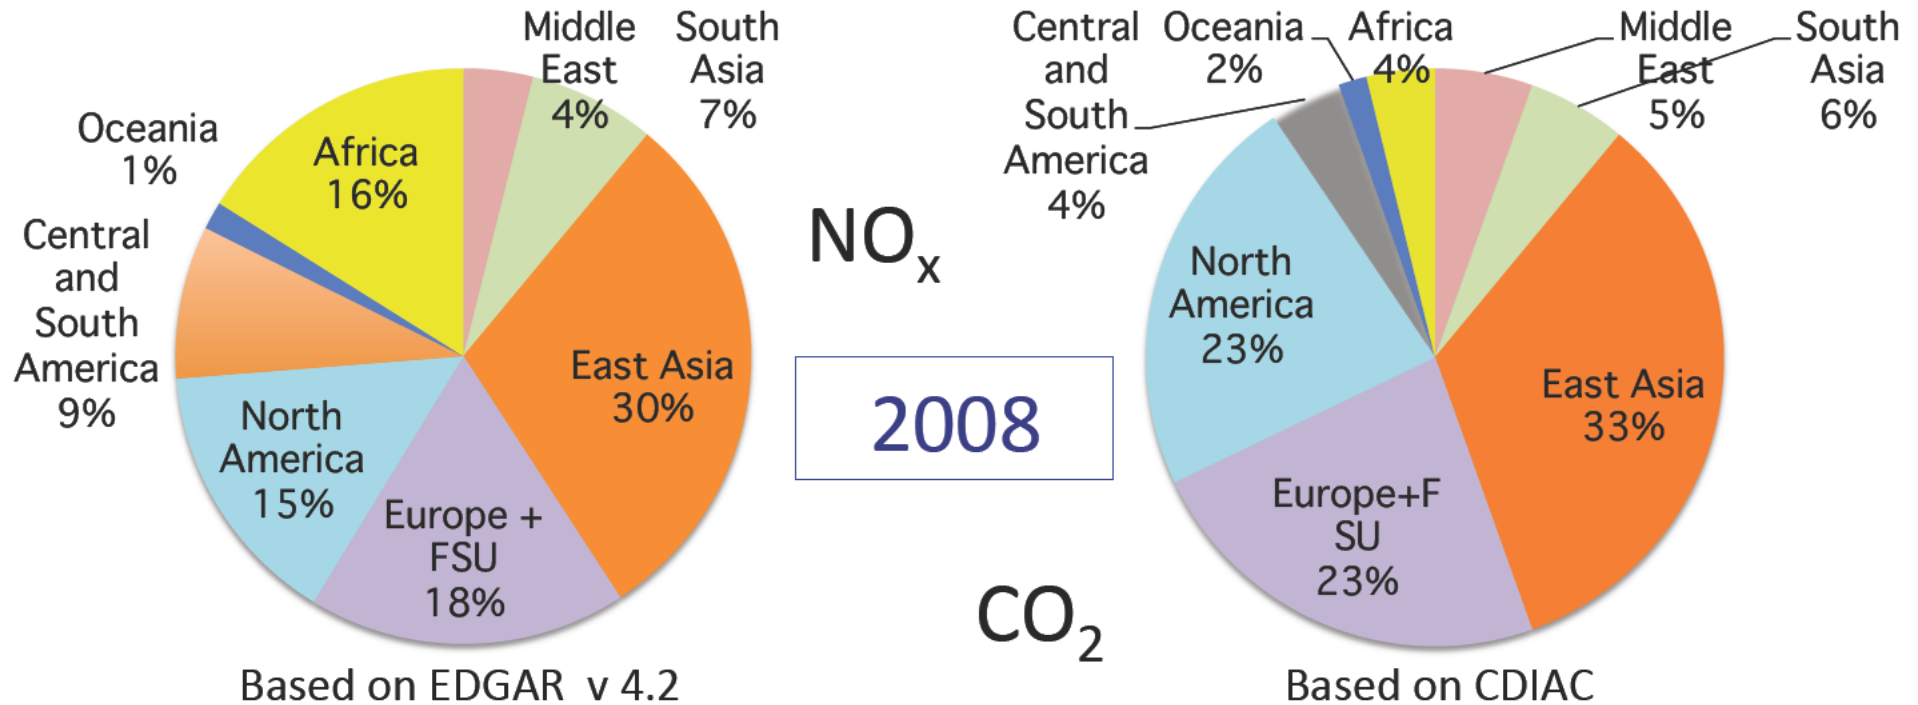 Middle
East
4%
South
Asia
7%
Oceania
1%
Africa
16%
Central
and
South
America
9%
North
America
15%
Europe +
FSU
18%
East Asia
30%
Based on EDGAR v 4.2
NOx
2008
CO2
Central
and
South
America
4%
Oceania
2%
Africa
4%
Middle
East
5%
South
Asia
6%
North
America
23%
East Asia
33%
Europe+F
SU
23%
Based on CDIAC